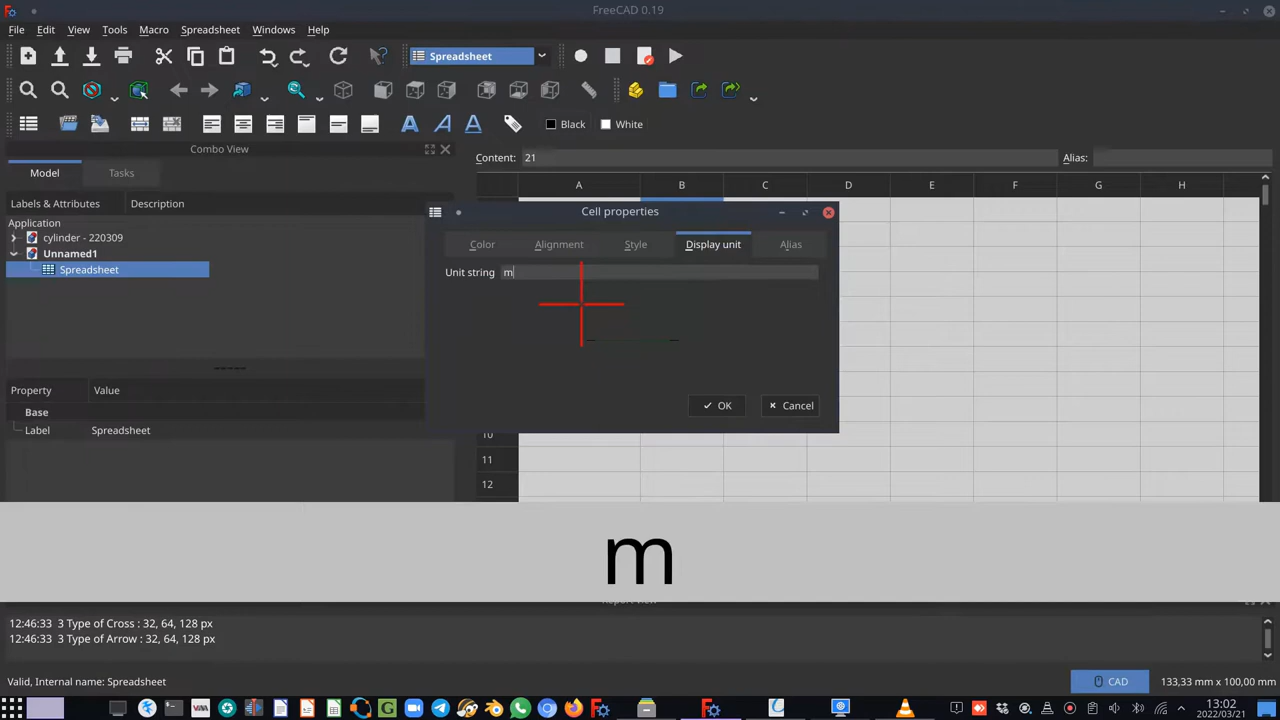 FreeCAD 0.19
File Edit View Tools Macro Spreadsheet Windows Help
Spreadsheet
Black White
Combo View
Content: 21 Alias:
Model Tasks
A B C D E F G H
Labels & Attributes Description
Cell properties
Application
cylinder - 220309
Color Alignment Style Display unit Alias
Unnamed1
Spreadsheet
Unit string m
Property Value
OK Cancel
Base
Label Spreadsheet
10
11
12
m
12:46:33 3 Type of Cross : 32, 64, 128 px
12:46:33 3 Type of Arrow : 32, 64, 128 px
Valid, Internal name: Spreadsheet
CAD 133,33 mm x 100,00 mm
13:02
2022/03/21